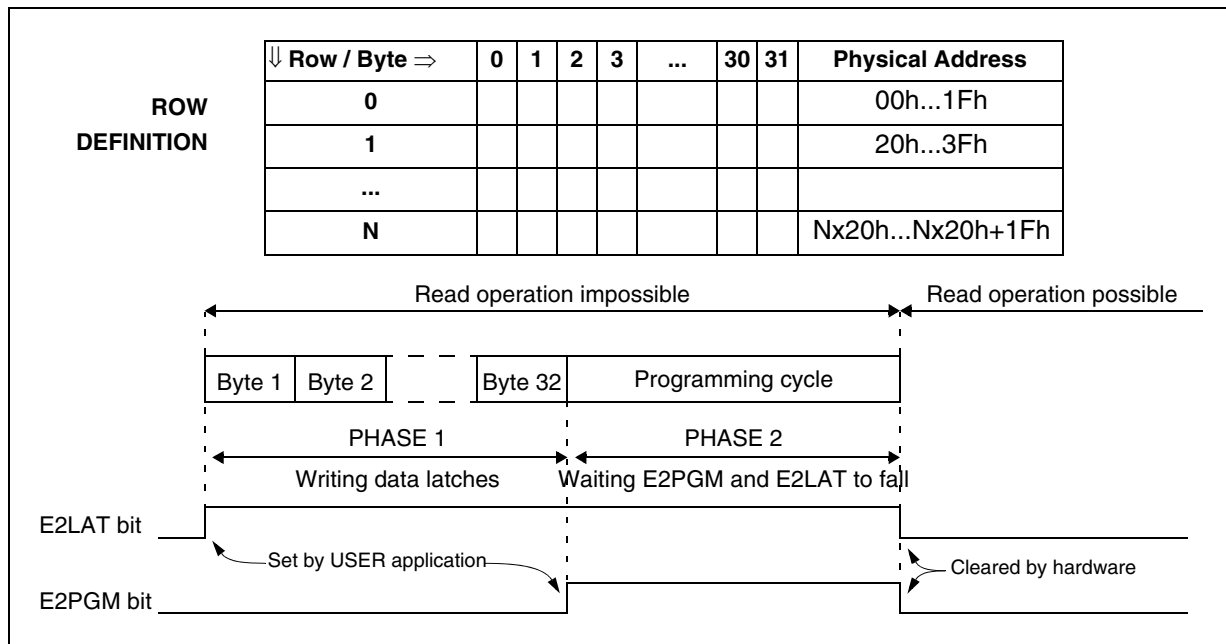 ⇓ Row / Byte ⇒ 0 1 2 3 ... 30 31 Physical Address
ROW DEFINITION
0 00h...1Fh
1 20h...3Fh
...
N Nx20h...Nx20h+1Fh
Read operation impossible Read operation possible
Byte 1 Byte 2 Byte 32 Programming cycle
PHASE 1 PHASE 2
Writing data latches Waiting E2PGM and E2LAT to fall
E2LAT bit
Set by USER application Cleared by hardware
E2PGM bit